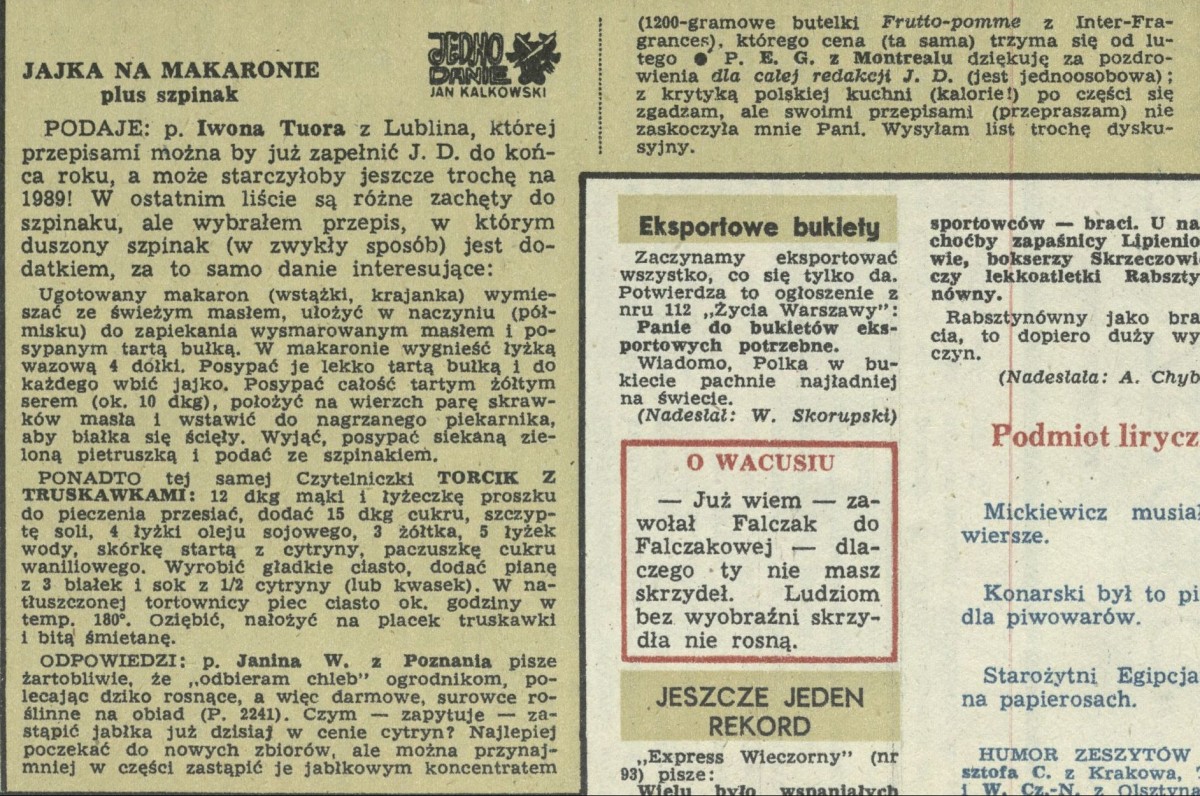 JAJKA NA MAKARONIE
plus szpinak
JEDNO
DANIE
JAN KALKOWSKI
PODAJE: p. Iwona Tuora z Lublina, której
przepisami można by już zapełnić J. D. do koń-
ca roku, a może starczyłoby jeszcze trochę na
1989! W ostatnim liście są różne zachęty do
szpinaku, ale wybrałem przepis, w którym
duszony szpinak (w zwykły sposób) jest do-
datkiem, za to samo danie interesujące:
Ugotowany makaron (wstążki, krajanka) wymie-
szać ze świeżym masłem, ułożyć w naczyniu (pół-
misku) do zapiekania wysmarowanym masłem i po-
sypanym tartą bułką. W makaronie wygnieść łyżką
wazową 4 dółki. Posypać je lekko tartą bułką i do
każdego wbić jajko. Posypać całość tartym żółtym
serem (ok. 10 dkg), położyć na wierzch parę skraw-
ków masła i wstawić do nagrzanego piekarnika,
aby białka się ścięły. Wyjąć, posypać siekaną zie-
loną pietruszką i podać ze szpinakiem.
PONADTO tej samej Czytelniczki TORCIK Z
TRUSKAWKAMI: 12 dkg mąki i łyżeczkę proszku
do pieczenia przesiać, dodać 15 dkg cukru, szczyp-
tę soli, 4 łyżki oleju sojowego, 3 żółtka, 5 łyżek
wody, skórkę startą z cytryny, paczuszkę cukru
waniliowego. Wyrobić gładkie ciasto, dodać pianę
z 3 białek i sok z 1/2 cytryny (lub kwasek). W na-
tłuszczonej tortownicy piec ciasto ok. godziny w
temp. 180°. Oziębić, nałożyć na placek truskawki
i bitą śmietanę.
ODPOWIEDZI: p. Janina W. z Poznania pisze
żartobliwie, że „odbieram chleb” ogrodnikom, po-
lecając dziko rosnące, a więc darmowe, surowce ro-
ślinne na obiad (P. 2241). Czym — zapytuje — za-
stąpić jabłka już dzisiaj w cenie cytryn? Najlepiej
poczekać do nowych zbiorów, ale można przynaj-
mniej w części zastąpić je jabłkowym koncentratem
(1200-gramowe butelki Frutto-pomme z Inter-Fra-
grances), którego cena (ta sama) trzyma się od lu-
tego ● P. E. G. z Montrealu dziękuję za pozdro-
wienia dla całej redakcji J. D. (jest jednoosobowa);
z krytyką polskiej kuchni (kalorie!) po części się
zgadzam, ale swoimi przepisami (przepraszam) nie
zaskoczyła mnie Pani. Wysyłam list trochę dysku-
syjny.
Eksportowe bukiety
Zaczynamy eksportować
wszystko, co się tylko da.
Potwierdza to ogłoszenie z
nru 112 „Życia Warszawy”:
Panie do bukietów eks-
portowych potrzebne.
Wiadomo, Polka w bu-
kiecie pachnie najładniej
na świecie.
(Nadesłał: W. Skorupski)
O WACUSIU
— Już wiem — za-
wołał Falczak do
Falczakowej — dla-
czego ty nie masz
skrzydeł. Ludziom
bez wyobraźni skrzy-
dła nie rosną.
JESZCZE JEDEN
REKORD
„Express Wieczorny” (nr
93) pisze:
Wielu było wspaniałych
sportowców — braci. U na
choćby zapaśnicy Lipienio
wie, bokserzy Skrzeczowi
czy lekkoatletki Rabszty
nówny.
Rabsztynówny jako bra
cia, to dopiero duży wy
czyn.
(Nadesłała: A. Chyb
Podmiot lirycz
Mickiewicz musiał
wiersze.
Konarski był to pi
dla piwowarów.
Starożytni Egipcja
na papierosach.
HUMOR ZESZYTÓW
sztofa C. z Krakowa,
i W. Cz.-N. z Olsztyna